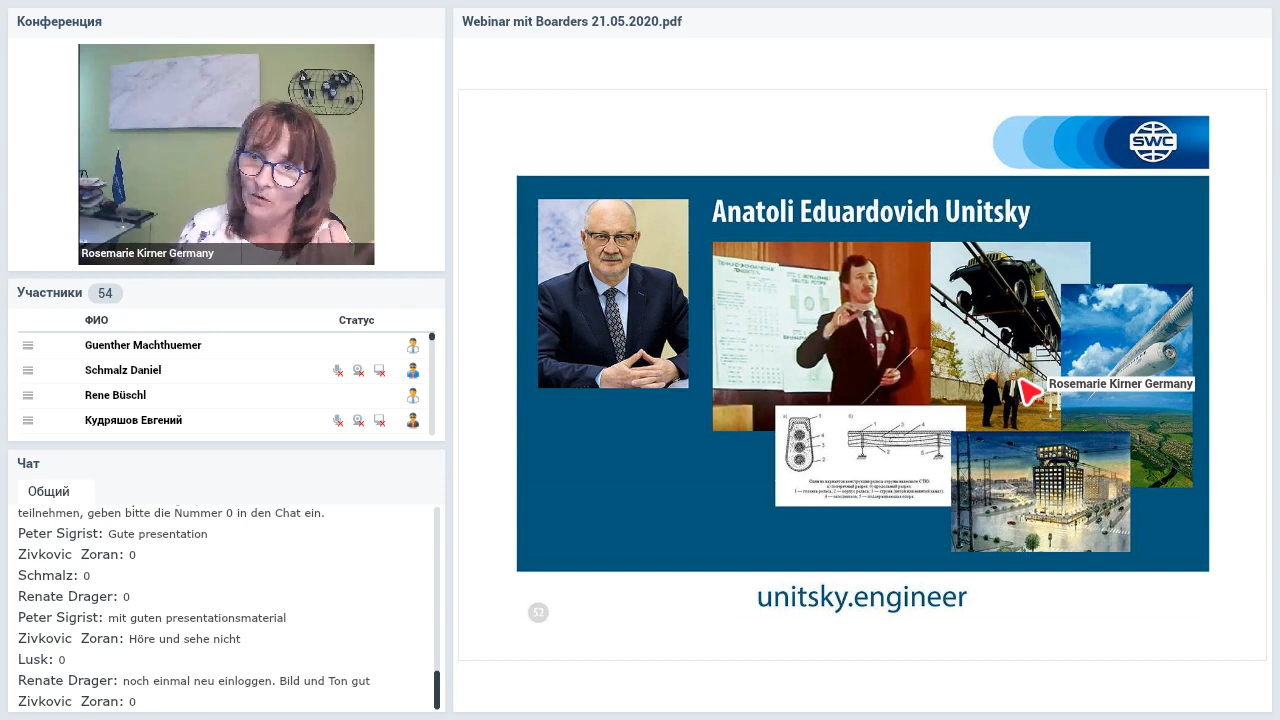 Конференция
Rosemarie Kirner Germany
Участники 54
ФИО Статус
Guenther Machthuemer
Schmalz Daniel
Rene Büschl
Кудряшов Евгений
Чат
Общий
teilnehmen, geben bitte die Nummer 0 in den Chat ein.
Peter Sigrist: Gute presentation
Zivkovic Zoran: 0
Schmalz: 0
Renate Drager: 0
Peter Sigrist: mit guten presentationsmaterial
Zivkovic Zoran: Höre und sehe nicht
Lusk: 0
Renate Drager: noch einmal neu einloggen. Bild und Ton gut
Zivkovic Zoran: 0
Webinar mit Boarders 21.05.2020.pdf
SWC
Anatoli Eduardovich Unitsky
Rosemarie Kirner Germany
unitsky.engineer
52